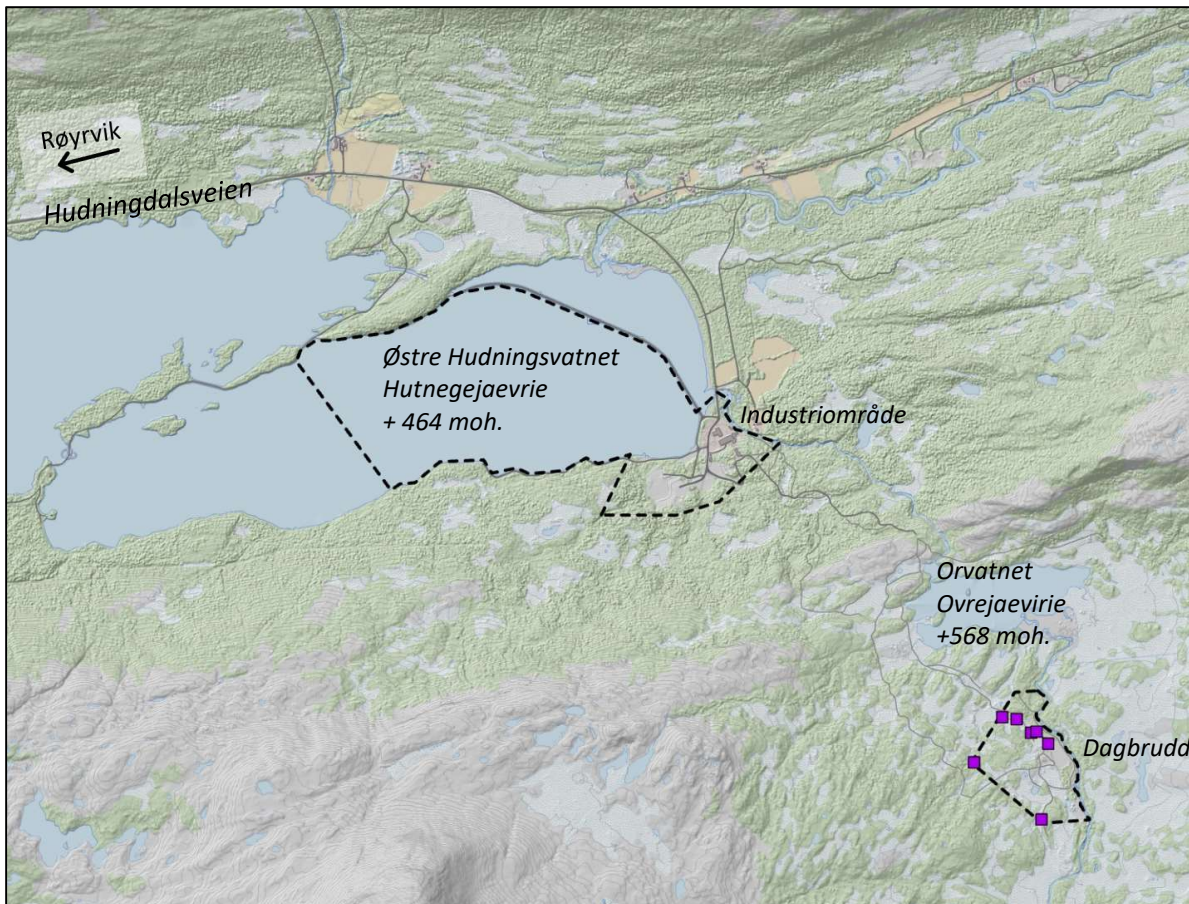 Røyrvik
Hudningdalsveien
Østre Hudningsvatnet
Hutnegejaevrie
+ 464 moh.
Industriområde
Orvatnet
Ovrejaevirie
+568 moh.
Dagbrudd